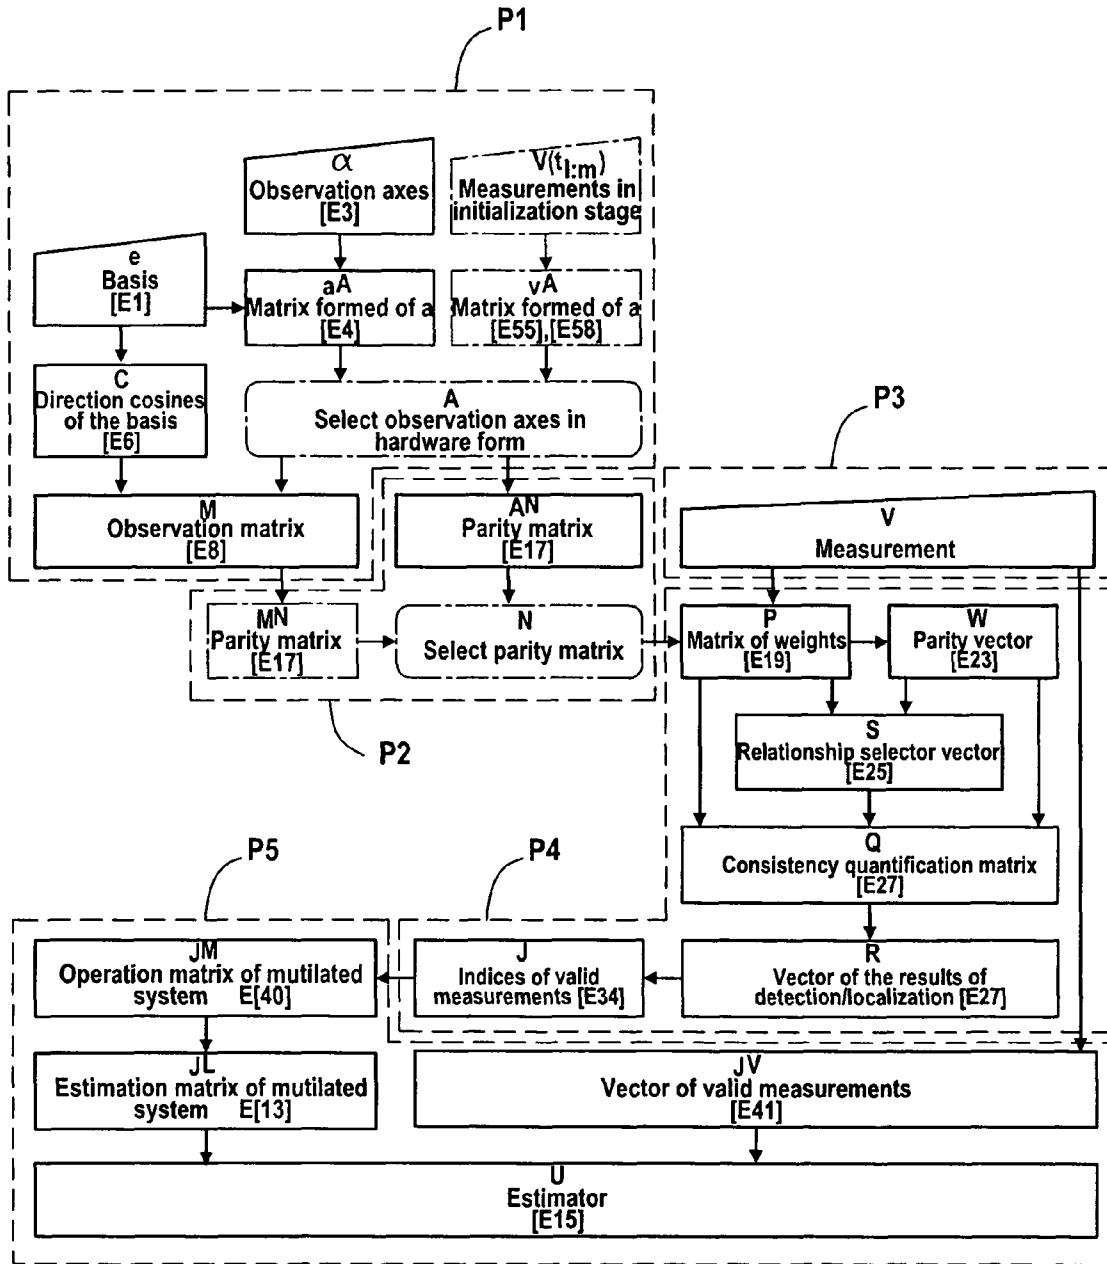 P1
α
Observation axes
[E3]
V(tI:m)
Measurements in
initialization stage
e
Basis
[E1]
aA
Matrix formed of a
[E4]
vA
Matrix formed of a
[E55],[E58]
C
Direction cosines
of the basis
[E6]
A
Select observation axes in
hardware form
P3
M
Observation matrix
[E8]
AN
Parity matrix
[E17]
V
Measurement
MN
Parity matrix
[E17]
N
Select parity matrix
P
Matrix of weights
[E19]
W
Parity vector
[E23]
P2
S
Relationship selector vector
[E25]
Q
Consistency quantification matrix
[E27]
P5
P4
JM
Operation matrix of mutilated
system E[40]
J
Indices of valid
measurements [E34]
R
Vector of the results of
detection/localization [E27]
JL
Estimation matrix of mutilated
system E[13]
JV
Vector of valid measurements
[E41]
U
Estimator
[E15]